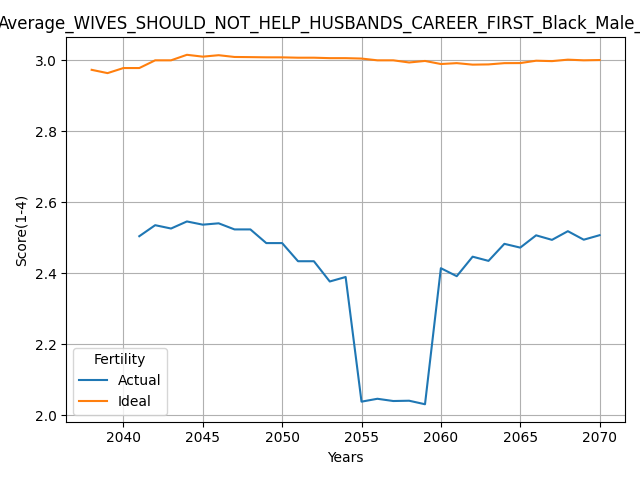 Average_WIVES_SHOULD_NOT_HELP_HUSBANDS_CAREER_FIRST_Black_Male_
3.0
2.8
2.6
2.4
2.2
2.0
Score(1-4)
Fertility
Actual
Ideal
2040 2045 2050 2055 2060 2065 2070
Years